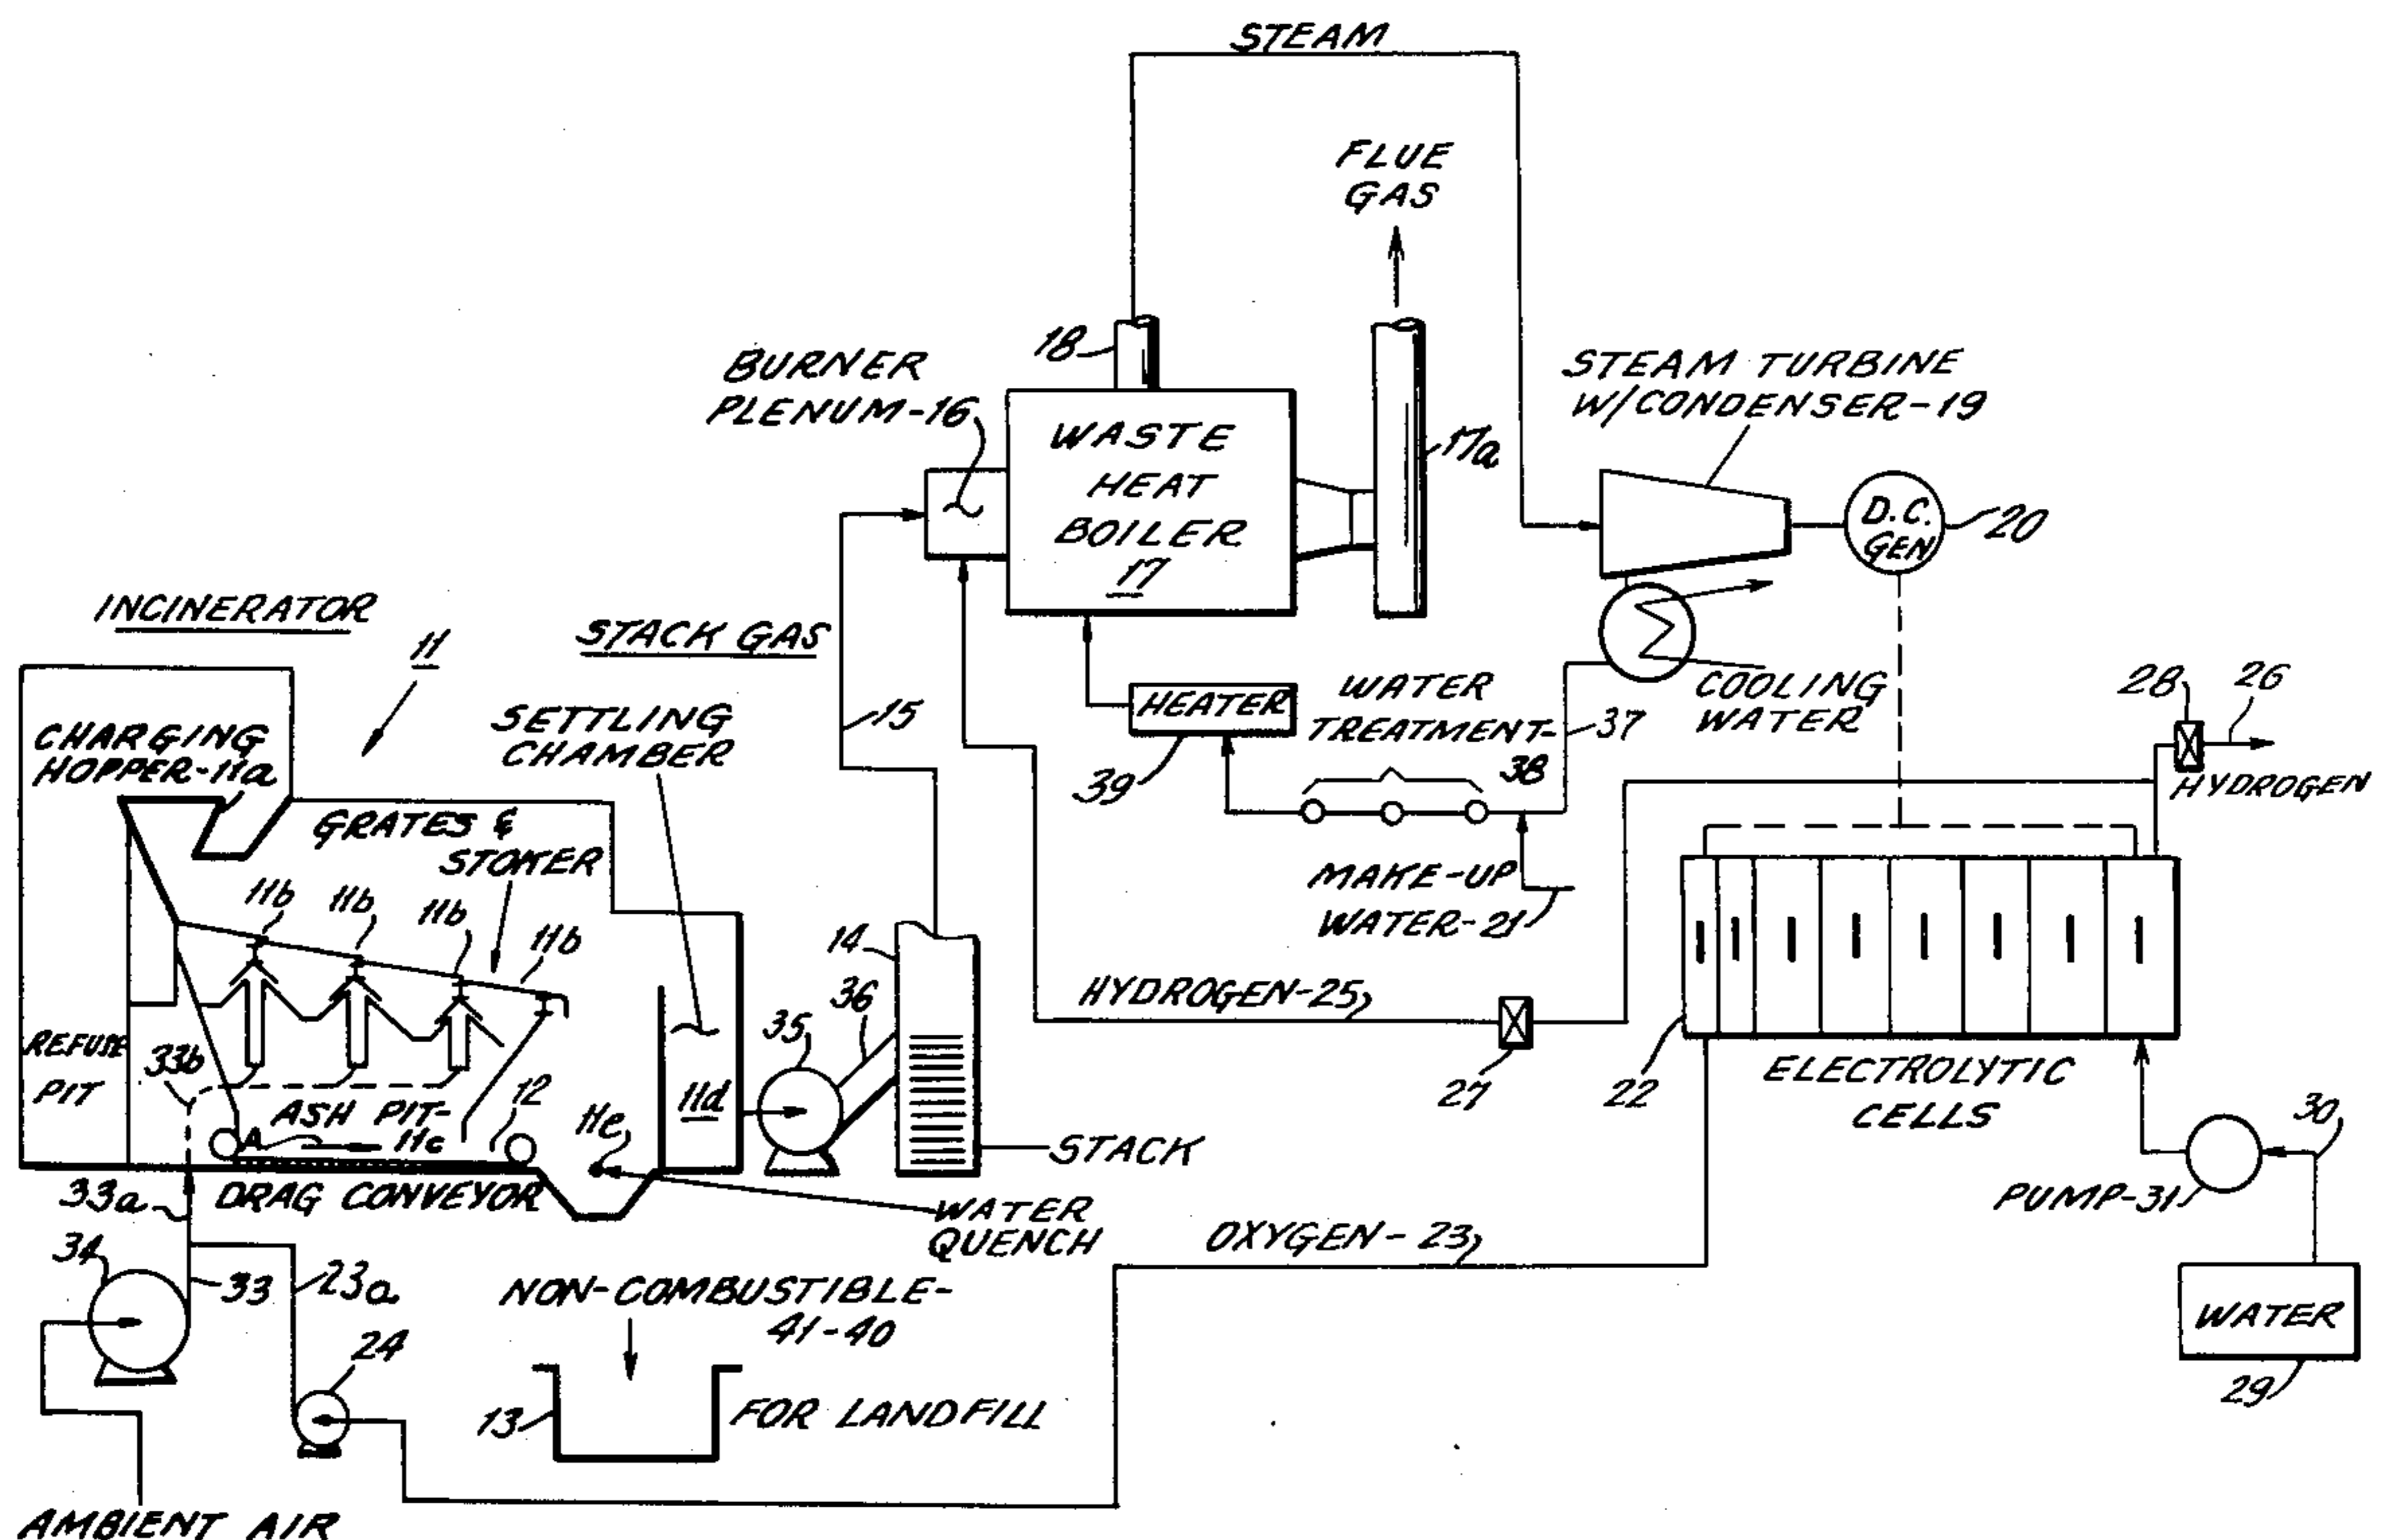 STEAM
FLUE
GAS
18
BURNER
PLENUM-16
WASTE
HEAT
BOILER
17
17a
STEAM TURBINE
W/CONDENSER-19
D.C.
GEN
20
INCINERATOR
11
STACK GAS
15
HEATER
39
WATER
TREATMENT-
38
37
COOLING
WATER
28
26
HYDROGEN
CHARGING
HOPPER-11a
SETTLING
CHAMBER
GRATES &
STOKER
11b
11b
11b
11b
MAKE-UP
WATER-21
14
36
35
HYDROGEN-25
27
22
ELECTROLYTIC
CELLS
REFUSE
PIT
33b
ASH PIT-
11c
A
12
11e
11d
STACK
30
PUMP-31
33a
DRAG CONVEYOR
WATER
QUENCH
OXYGEN-23
34
33
23a
24
NON-COMBUSTIBLE-
41-40
13
FOR LANDFILL
WATER
29
AMBIENT AIR